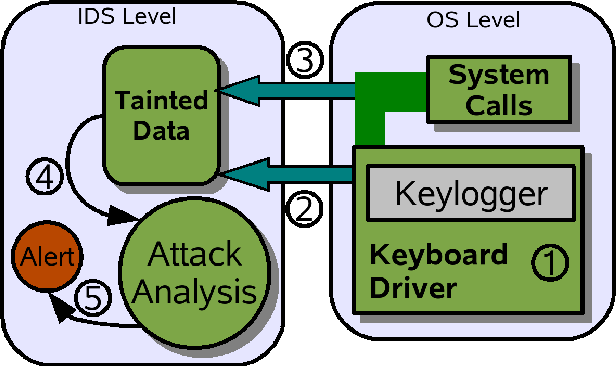 IDS Level
OS Level
③
System
Calls
Tainted
Data
④
②
Keylogger
Attack
Analysis
Alert
Keyboard
Driver
①
⑤